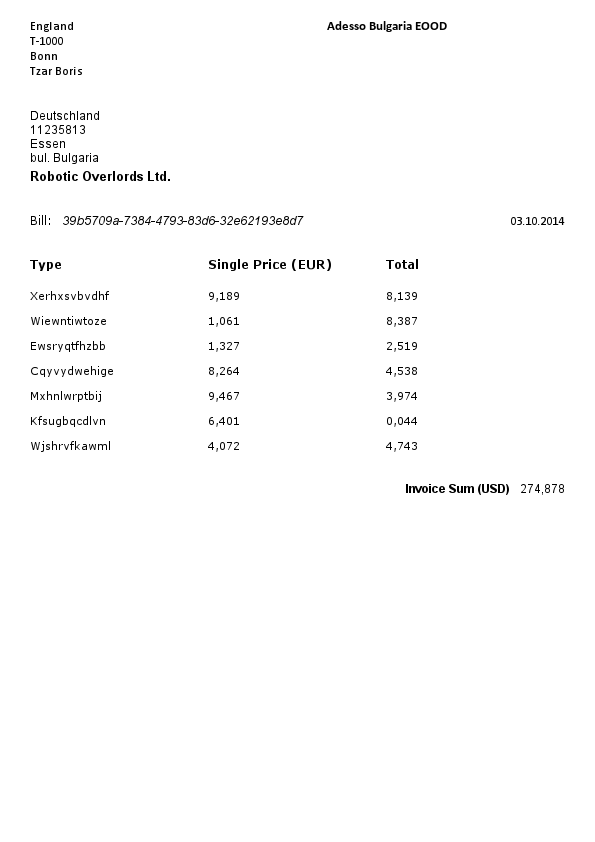 England
Adesso Bulgaria EOOD
T-1000
Bonn
Tzar Boris
Deutschland
11235813
Essen
bul. Bulgaria
Robotic Overlords Ltd.
Bill: 39b5709a-7384-4793-83d6-32e62193e8d7 03.10.2014
Type Single Price (EUR) Total
Xerhxsvbvdhf 9,189 8,139
Wiewntiwtoze 1,061 8,387
Ewsryqtfhzbb 1,327 2,519
Cqyvydwehige 8,264 4,538
Mxhnlwrptbij 9,467 3,974
Kfsugbqcdlvn 6,401 0,044
Wjshrvfkawml 4,072 4,743
Invoice Sum (USD) 274,878